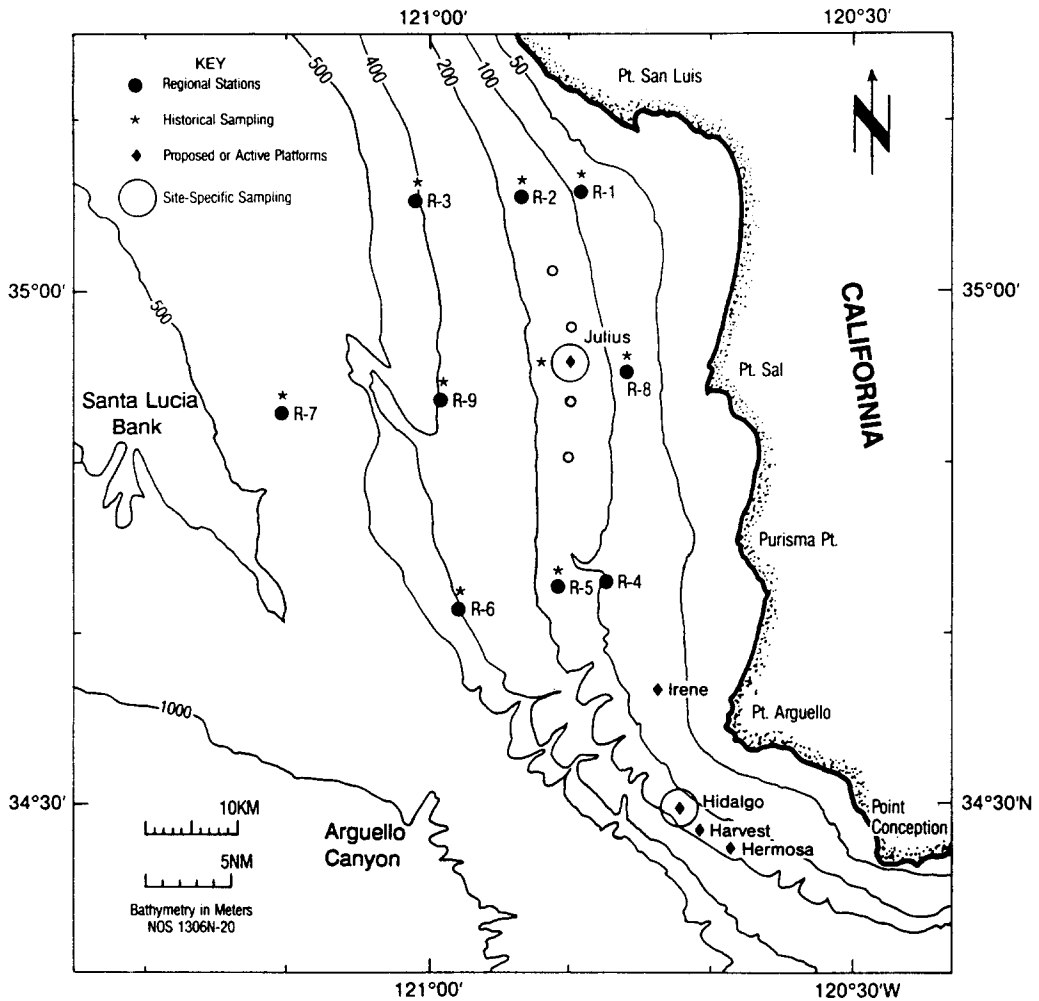 121°00'
120°30'
KEY
Regional Stations
Historical Sampling
Proposed or Active Platforms
Site-Specific Sampling
500
400
200
100
50
Pt. San Luis
N
R-3
R-2
R-1
35°00'
35°00'
500
Julius
CALIFORNIA
Pt. Sal
R-8
Santa Lucia
Bank
R-7
R-9
Purisma Pt.
R-5
R-4
R-6
Irene
Pt. Arguello
1000
34°30'
34°30'N
10KM
5NM
Arguello
Canyon
Hidalgo
Harvest
Hermosa
Point
Conception
Bathymetry in Meters
NOS 1306N-20
121°00'
120°30'W